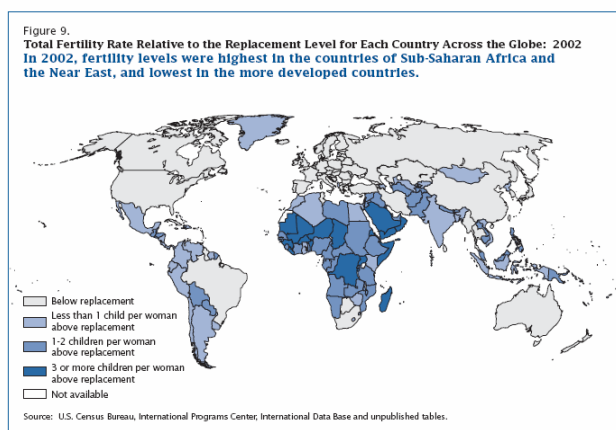 Figure 9.
Total Fertility Rate Relative to the Replacement Level for Each Country Across the Globe: 2002
In 2002, fertility levels were highest in the countries of Sub-Saharan Africa and
the Near East, and lowest in the more developed countries.
Below replacement
Less than 1 child per woman
above replacement
1-2 children per woman
above replacement
3 or more children per woman
above replacement
Not available
Source: U.S. Census Bureau, International Programs Center, International Data Base and unpublished tables.